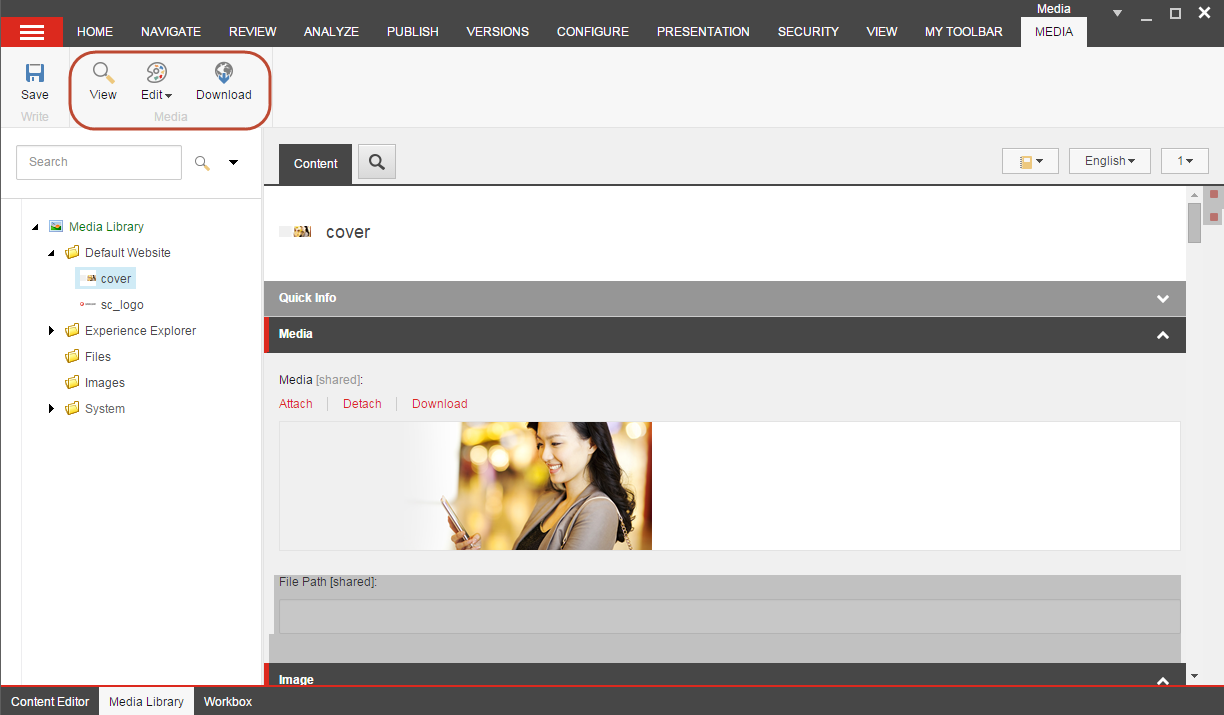 Media
HOME NAVIGATE REVIEW ANALYZE PUBLISH VERSIONS CONFIGURE PRESENTATION SECURITY VIEW MY TOOLBAR MEDIA
Save View Edit Download
Write Media
Search
Content English 1
Media Library
cover
Default Website
cover
sc_logo
Quick Info
Experience Explorer
Media
Files
Images
Media [shared]:
System
Attach Detach Download
File Path [shared]:
Image
Content Editor Media Library Workbox